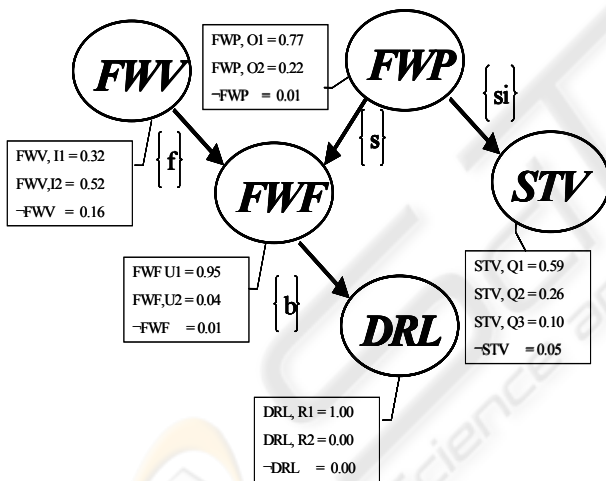 FWP, O1 = 0.77
FWP, O2 = 0.22
¬FWP = 0.01
FWV
FWP
{si}
FWV, I1 = 0.32
FWV,I2 = 0.52
¬FWV = 0.16
{f}
{s}
FWF
STV
FWF U1 = 0.95
FWF,U2 = 0.04
¬FWF = 0.01
{b}
STV, Q1 = 0.59
STV, Q2 = 0.26
STV, Q3 = 0.10
¬STV = 0.05
DRL
DRL, R1 = 1.00
DRL, R2 = 0.00
¬DRL = 0.00